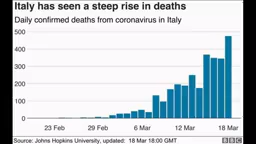 Italy has seen a steep rise in deaths
Daily confirmed deaths from coronavirus in Italy
500
400
300
200
100
0
23 Feb 29 Feb 6 Mar 12 Mar 18 Mar
Source: Johns Hopkins University, updated: 18 Mar 18:00 GMT BBC